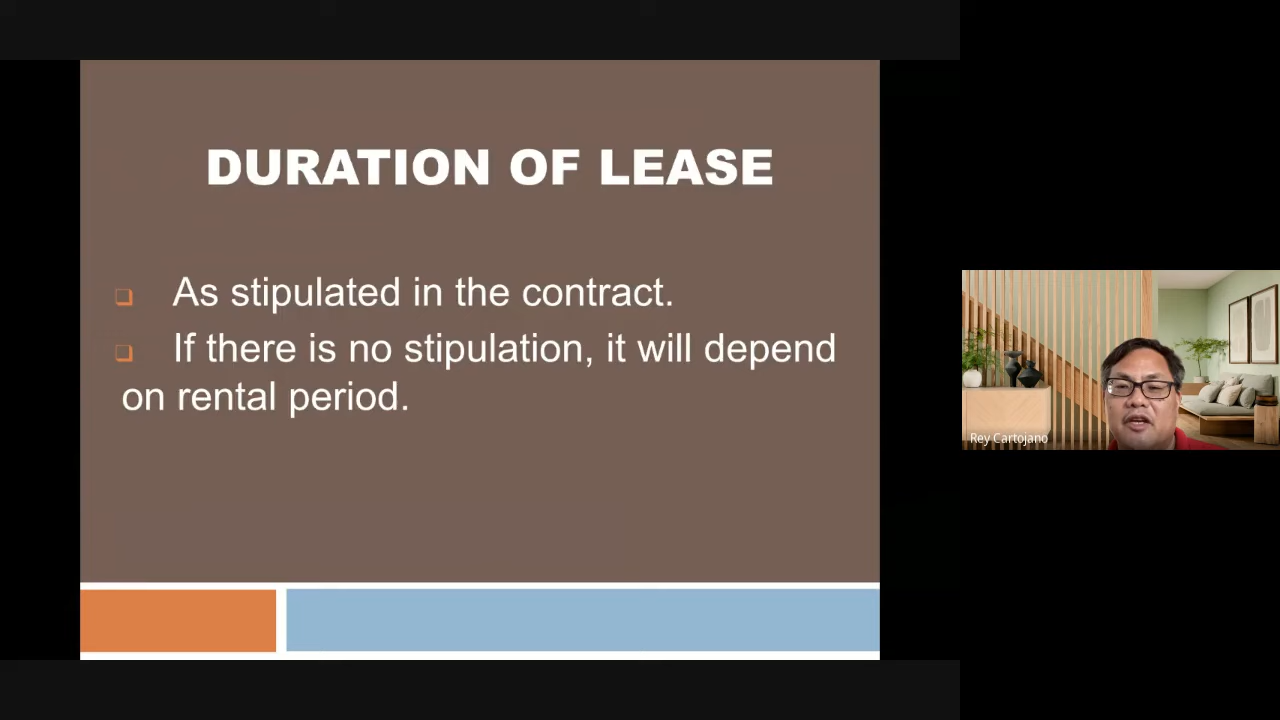 DURATION OF LEASE
As stipulated in the contract.
If there is no stipulation, it will depend
on rental period.
Rey Cartojano